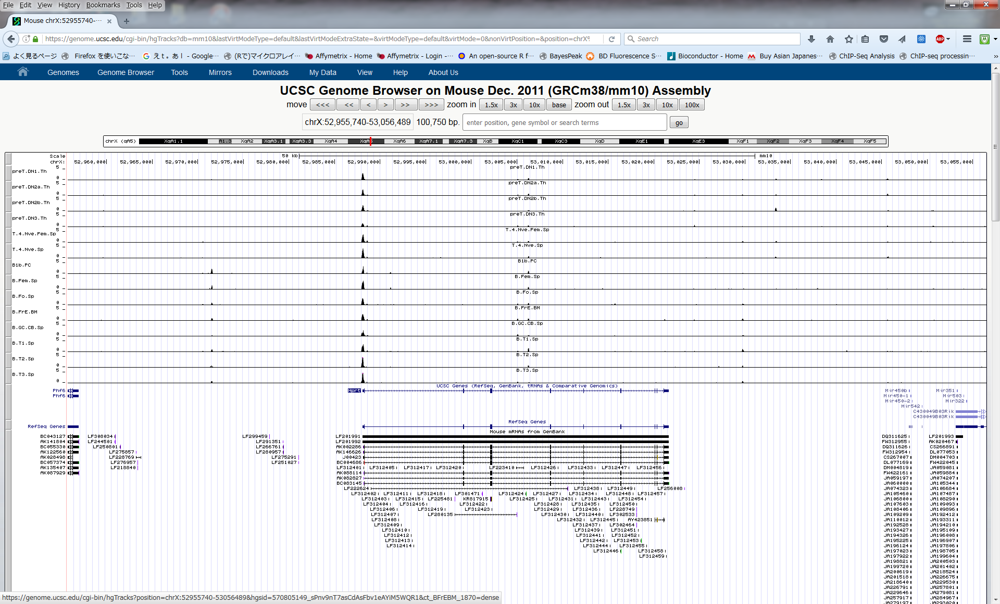 File Edit View History Bookmarks Tools Help
Mouse chrX:52955740-···
https://genome.ucsc.edu/cgi-bin/hgTracks?db=mm10&lastVirtModeType=default&lastVirtModeExtraState=&virtModeType=default&virtMode=0&nonVirtPosition=&position=chrX%
Search
よく見るページ Firefox を使いこな··· え t 。あ l - Google··· (Rで)マイクロアレイ··· Affymetrix - Home Affymetrix - Login -··· An open-source R f··· BayesPeak BD Fluorescence S··· Bioconductor - Home Buy Asian Japanes··· ChIP-Seq Analysis ChIP-seq processin···
Genomes Genome Browser Tools Mirrors Downloads My Data View Help About Us
UCSC Genome Browser on Mouse Dec. 2011 (GRCm38/mm10) Assembly
move <<< << < > >> >>> zoom in 1.5x 3x 10x base zoom out 1.5x 3x 10x 100x
chrX:52,955,740-53,056,489 100,750 bp. enter position, gene symbol or search terms go
chrX (qA5) XqA1.1 A1.3 XqA2 XqA3.1 XqA3.3 XqA4 XqA5 XqA6 XqA7.1 XqA7.3 XqB XqC1 XqC3 XqD XqE1 XqE3 XqF1 XqF2 XqF3 XqF4 XqF5
Scale 50 kb mm10
chrX: 52,960,000 52,965,000 52,970,000 52,975,000 52,980,000 52,985,000 52,990,000 52,995,000 53,000,000 53,005,000 53,010,000 53,015,000 53,020,000 53,025,000 53,030,000 53,035,000 53,040,000 53,045,000 53,050,000 53,055,000
5 preT.DN1.Th
preT.DN1.Th
0
5 preT.DN2a.Th
preT.DN2a.Th
0
5 preT.DN2b.Th
preT.DN2b.Th
0
5 preT.DN3.Th
preT.DN3.Th
0
5 T.4.Nve.Fem.Sp
T.4.Nve.Fem.Sp
0
5 T.4.Nve.Sp
T.4.Nve.Sp
0
5 B1b.PC
B1b.PC
0
5 B.Fem.Sp
B.Fem.Sp
0
5 B.Fo.Sp
B.Fo.Sp
0
5 B.FrE.BM
B.FrE.BM
0
5 B.GC.CB.Sp
B.GC.CB.Sp
0
5 B.T1.Sp
B.T1.Sp
0
5 B.T2.Sp
B.T2.Sp
0
5 B.T3.Sp
B.T3.Sp
0
UCSC Genes (RefSeq, GenBank, tRNAs & Comparative Genomics)
Phf6 Hprt Mir450b Mir351
Phf6 Mir450-1 Mir503
Mir450-2 Mir322
Mir542
C430049B03Rik
C430049B03Rik
RefSeq Genes
RefSeq Genes
Mouse mRNAs from GenBank
BC043127 LF308034 LF299459 LF201991 DQ311625 LF201993
AK141804 LF244501 LF291351 LF201992 FW312955 AK020467
BC055330 LF250801 LF266761 AK002286 DQ311626 CS266891
AK122560 LF275857 LF280957 AK146626 FW312954 DL077053
AK028498 LF228769 LF275291 J00423 CS267007 DM004703
BC057374 LF276957 LF251027 BC004686 DL077169 FW422045
AK135407 LF218840 LF312401 LF312405 LF312417 LF312420 LF223410 LF312426 LF312433 LF312447 LF312456 DM004819 JA059081
AK087929 AK088114 FW422161 JA059884
AK082827 JA059197 JA074207
BC083145 JA060000 JA105344
LF222624 LF312438 LF312449 LF256008 JA074323 JA106684
LF312402 LF312411 LF312418 LF301471 LF312424 LF312427 LF312434 LF312448 LF312457 JA105460 JA107487
LF312403 LF312415 LF225481 KR817915 LF312425 LF312431 LF312443 LF312454 JA106800 JA108290
LF312404 LF312416 LF312422 LF312428 LF312435 LF312450 JA107603 JA109093
LF312406 LF312419 LF312423 LF312429 LF312436 LF228749 JA108406 JA109896
LF312407 LF280135 LF312430 LF312440 LF302533 JA109209 JA192412
LF312408 LF312432 LF312445 AY423851 JA110012 JA193311
LF312409 LF312437 LF302464 JA192528 JA194210
LF312410 LF312439 LF312451 JA193427 JA195109
LF312412 LF312441 LF312452 JA194326 JA196008
LF312413 LF312442 LF312453 JA195225 JA196907
LF312414 LF312444 LF312455 JA196124 JA197806
LF312446 LF312458 JA197023 JA198705
LF312459 JA197922 JA199604
JA198821 JA200503
JA199720 JA201402
JA200619 JA218524
JA201518 JA226675
JA218640 JA229530
JA226791 JA257801
JA229646 JA279081
JA257917 JA284020
JA279197
https://genome.ucsc.edu/cgi-bin/hgTracks?position=chrX:52955740-53056489&hgsid=570805149_sPnv9nT7asCdAsFbv1eAYiM5WQR1&ct_BFrEBM_1870=dense